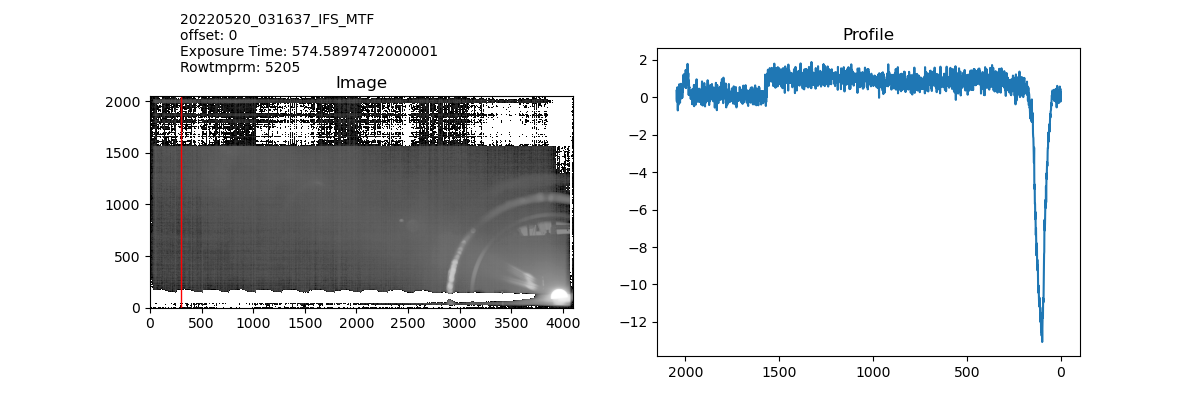 20220520_031637_IFS_MTF
offset: 0
Exposure Time: 574.5897472000001
Rowtmprm: 5205
Image
2000
1500
1000
500
0
0 500 1000 1500 2000 2500 3000 3500 4000
Profile
2
0
−2
−4
−6
−8
−10
−12
2000 1500 1000 500 0